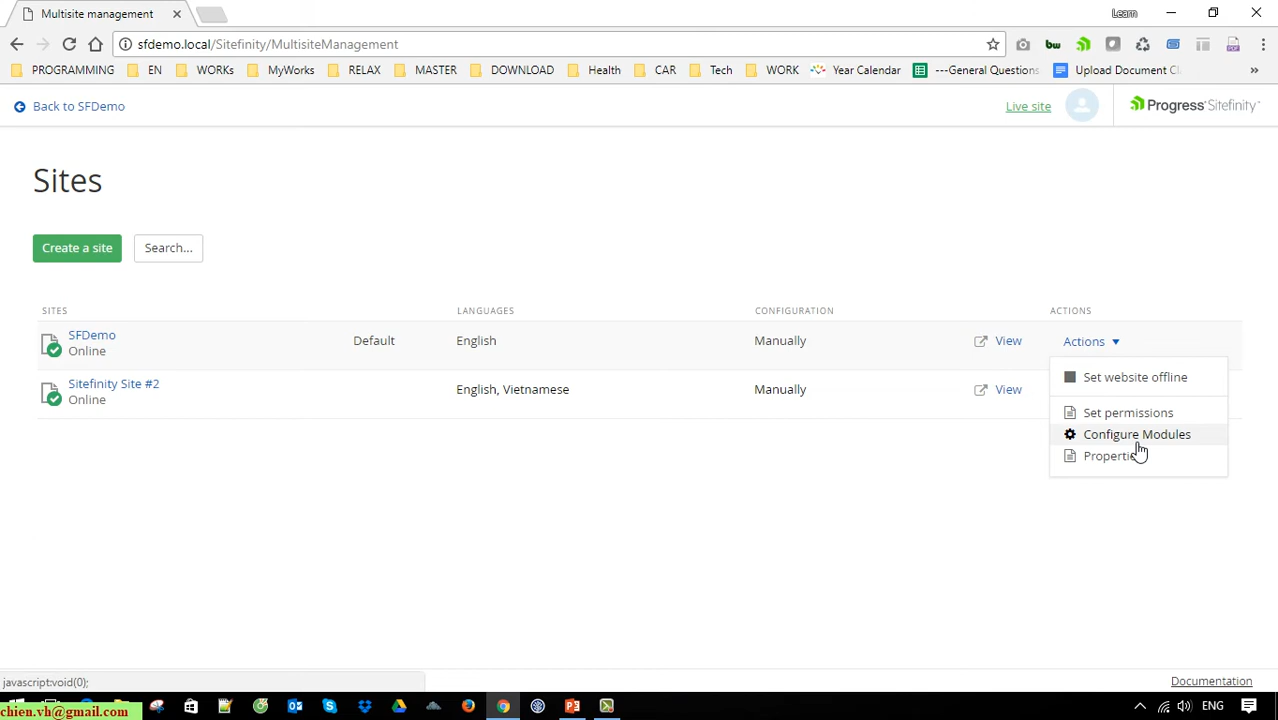 Multisite management
Learn
sfdemo.local/Sitefinity/MultisiteManagement
bw
PROGRAMMING EN WORKs MyWorks RELAX MASTER DOWNLOAD Health CAR Tech WORK Year Calendar ---General Questions Upload Document Cl »
Back to SFDemo
Live site
Progress Sitefinity
Sites
Create a site
Search...
SITES LANGUAGES CONFIGURATION ACTIONS
SFDemo
Online
Default English Manually View Actions
Set website offline
Sitefinity Site #2
Online
English, Vietnamese Manually View
Set permissions
Configure Modules
Properti
javascript:void(0);
Documentation
chien.vh@gmail.com
ENG